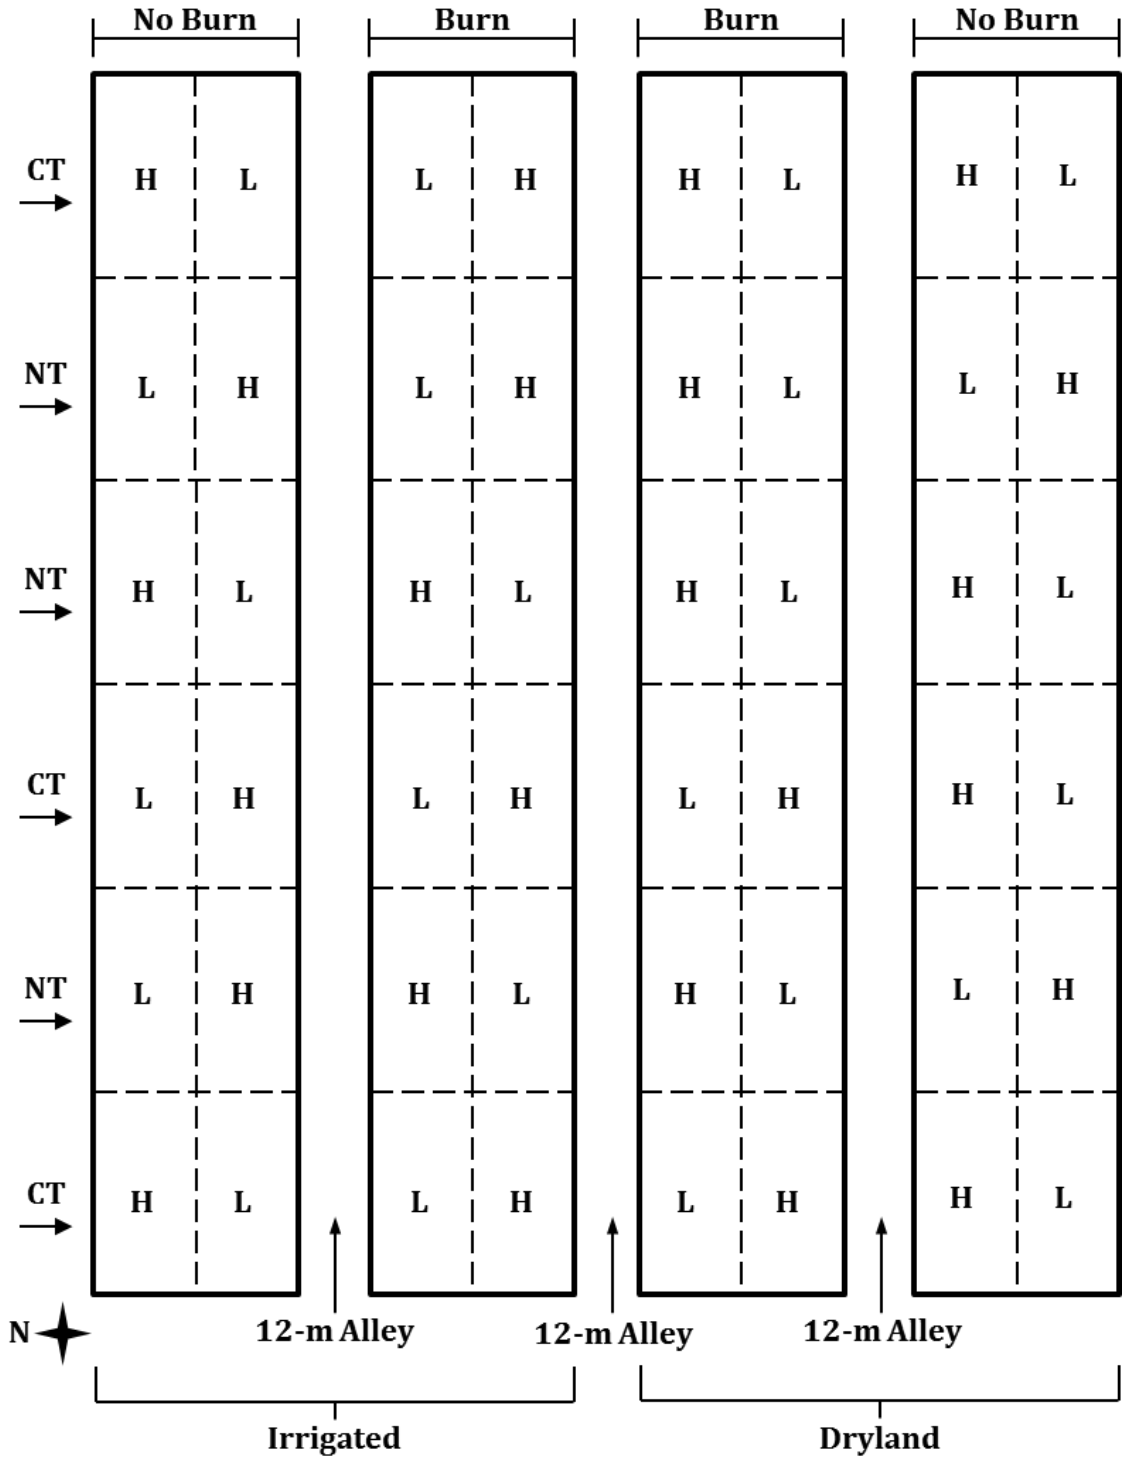 No Burn Burn Burn No Burn
CT H L L H H L H L
NT L H L H H L L H
NT H L H L H L H L
CT L H L H L H H L
NT L H H L H L L H
CT H L L H L H H L
N 12-m Alley 12-m Alley 12-m Alley
Irrigated Dryland